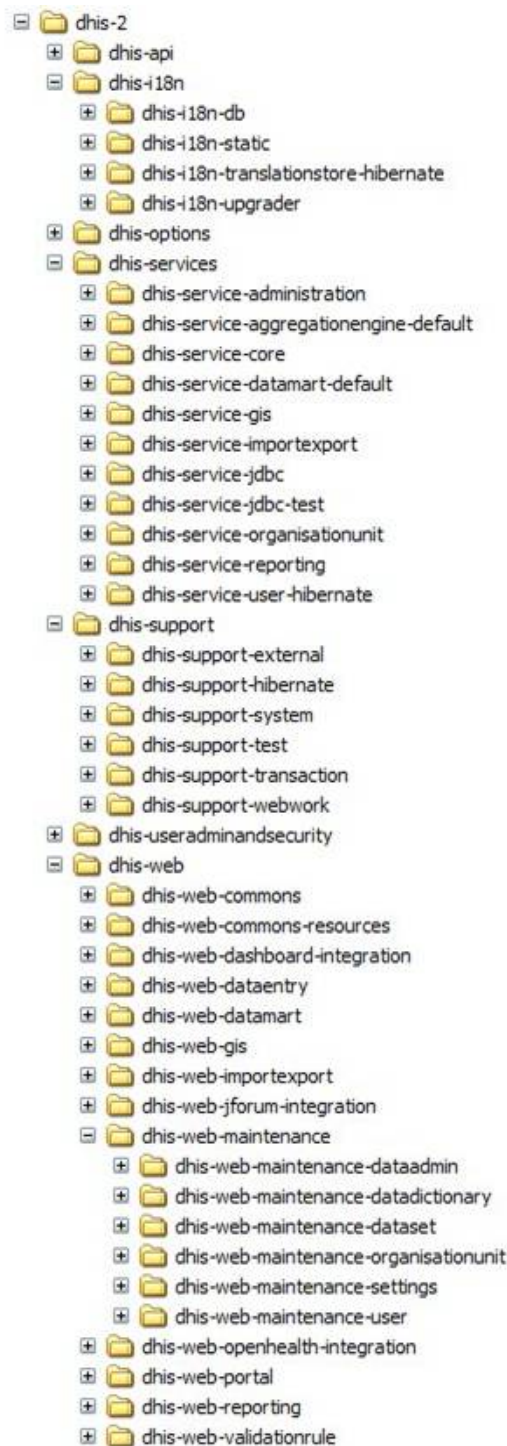 dhis-2
dhis-api
dhis-i18n
dhis-i18n-db
dhis-i18n-static
dhis-i18n-translationstore-hibernate
dhis-i18n-upgrader
dhis-options
dhis-services
dhis-service-administration
dhis-service-aggregationengine-default
dhis-service-core
dhis-service-datamart-default
dhis-service-gis
dhis-service-importexport
dhis-service-jdbc
dhis-service-jdbc-test
dhis-service-organisationunit
dhis-service-reporting
dhis-service-user-hibernate
dhis-support
dhis-support-external
dhis-support-hibernate
dhis-support-system
dhis-support-test
dhis-support-transaction
dhis-support-webwork
dhis-useradminandsecurity
dhis-web
dhis-web-commons
dhis-web-commons-resources
dhis-web-dashboard-integration
dhis-web-dataentry
dhis-web-datamart
dhis-web-gis
dhis-web-importexport
dhis-web-jforum-integration
dhis-web-maintenance
dhis-web-maintenance-dataadmin
dhis-web-maintenance-datadictionary
dhis-web-maintenance-dataset
dhis-web-maintenance-organisationunit
dhis-web-maintenance-settings
dhis-web-maintenance-user
dhis-web-openhealth-integration
dhis-web-portal
dhis-web-reporting
dhis-web-validationrule